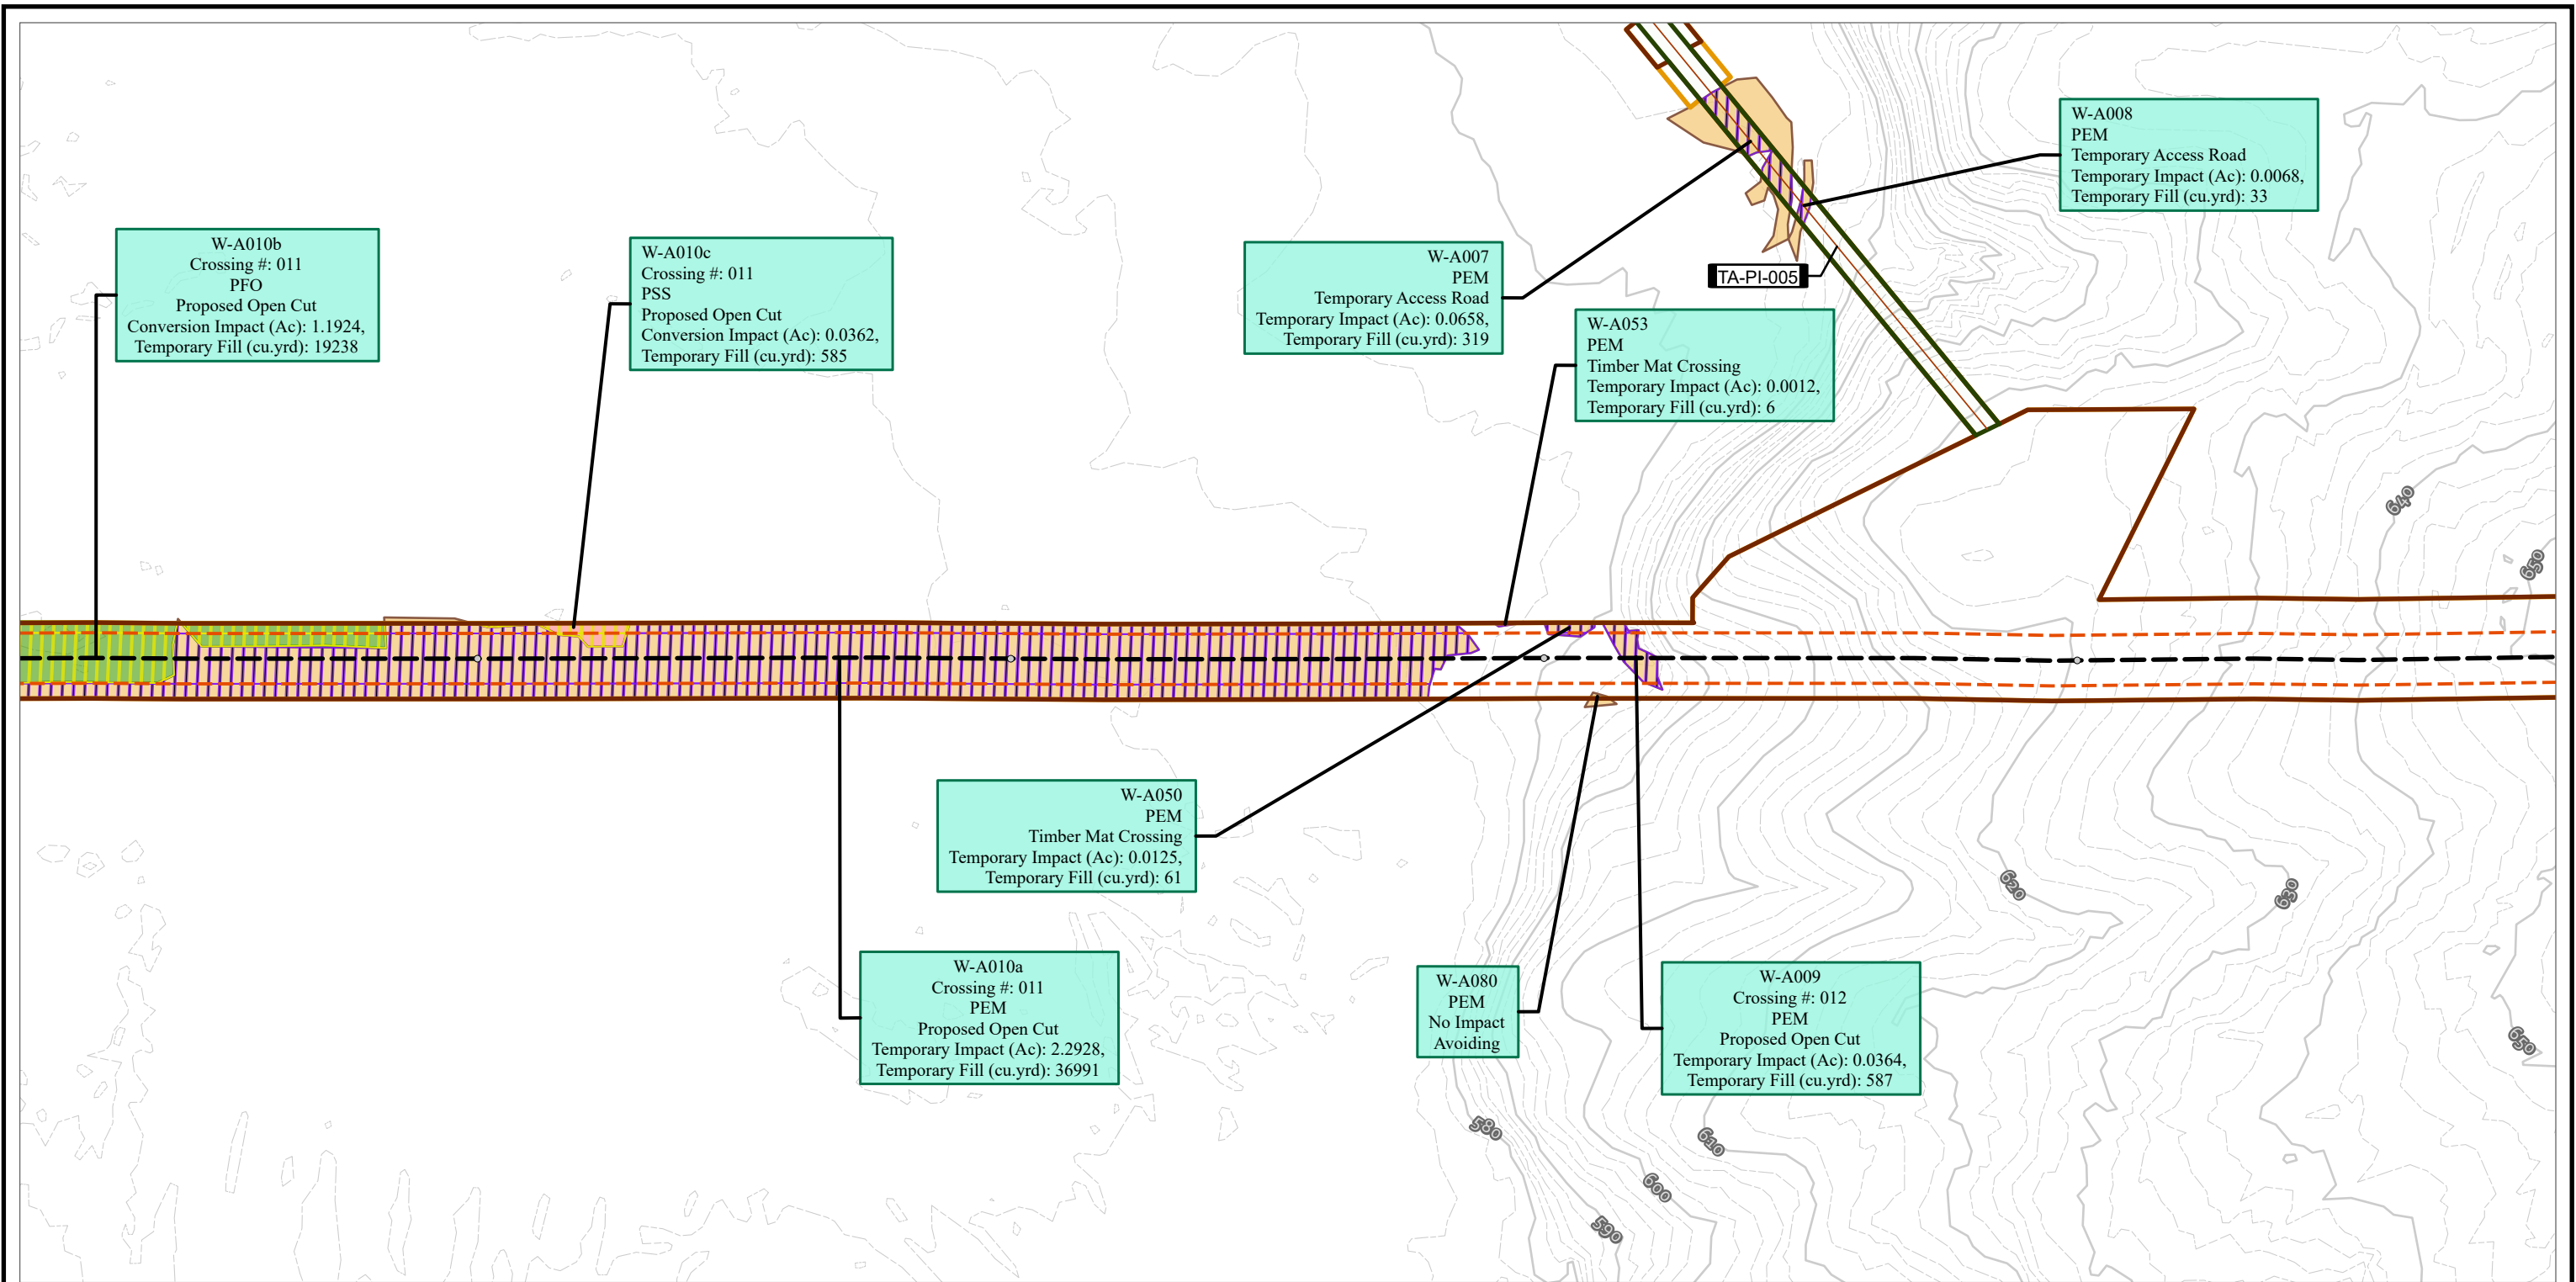 W-A008
PEM
Temporary Access Road
Temporary Impact (Ac): 0.0068,
Temporary Fill (cu.yrd): 33
W-A010b
Crossing #: 011
PFO
Proposed Open Cut
Conversion Impact (Ac): 1.1924,
Temporary Fill (cu.yrd): 19238
W-A010c
Crossing #: 011
PSS
Proposed Open Cut
Conversion Impact (Ac): 0.0362,
Temporary Fill (cu.yrd): 585
W-A007
PEM
Temporary Access Road
Temporary Impact (Ac): 0.0658,
Temporary Fill (cu.yrd): 319
TA-PI-005
W-A053
PEM
Timber Mat Crossing
Temporary Impact (Ac): 0.0012,
Temporary Fill (cu.yrd): 6
640
650
W-A050
PEM
Timber Mat Crossing
Temporary Impact (Ac): 0.0125,
Temporary Fill (cu.yrd): 61
620
630
W-A010a
Crossing #: 011
PEM
Proposed Open Cut
Temporary Impact (Ac): 2.2928,
Temporary Fill (cu.yrd): 36991
W-A080
PEM
No Impact
Avoiding
W-A009
Crossing #: 012
PEM
Proposed Open Cut
Temporary Impact (Ac): 0.0364,
Temporary Fill (cu.yrd): 587
650
580
610
600
590